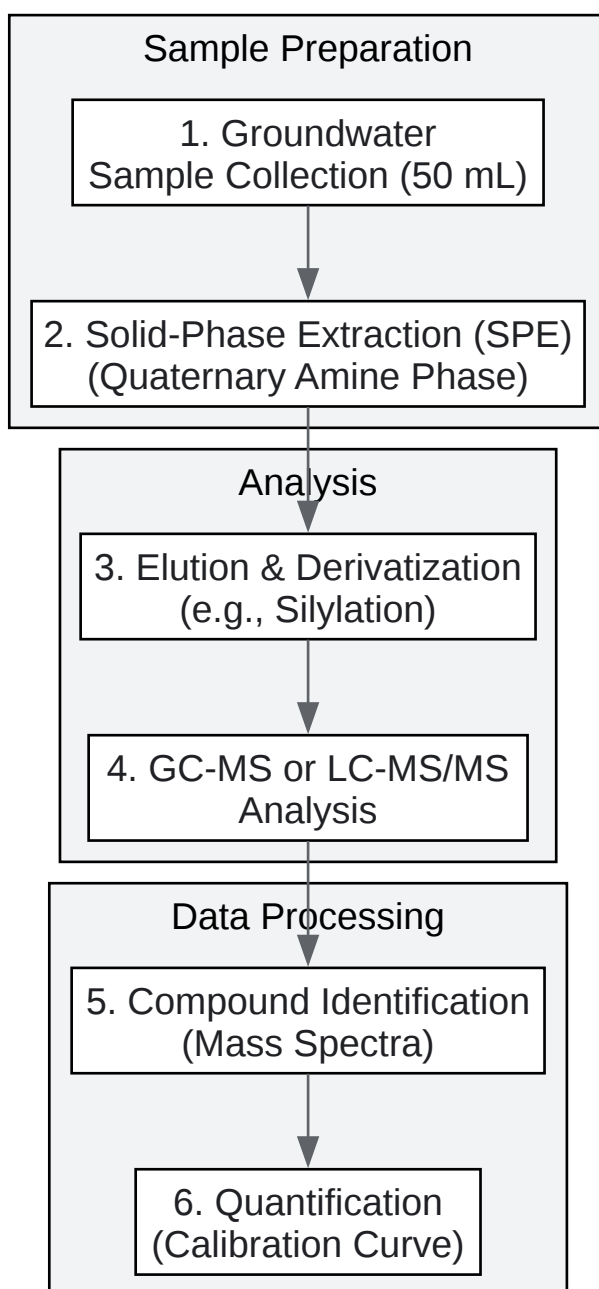 Sample Preparation
1. Groundwater
Sample Collection (50 mL)
2. Solid-Phase Extraction (SPE)
(Quaternary Amine Phase)
Analysis
3. Elution & Derivatization
(e.g., Silylation)
4. GC-MS or LC-MS/MS
Analysis
Data Processing
5. Compound Identification
(Mass Spectra)
6. Quantification
(Calibration Curve)